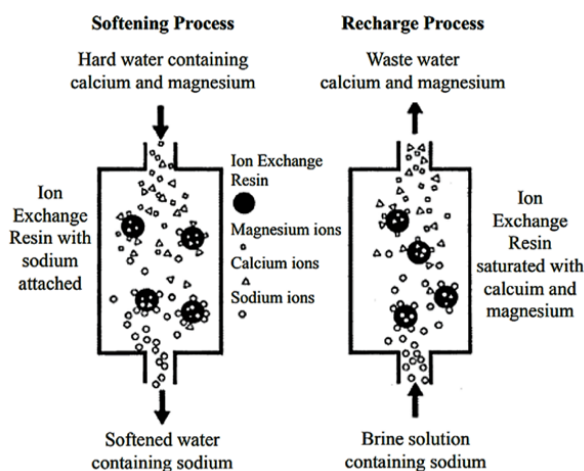 Softening Process
Hard water containing
calcium and magnesium
Ion
Exchange
Resin with
sodium
attached
Ion Exchange
Resin
Magnesium ions
Calcium ions
Sodium ions
Softened water
containing sodium
Recharge Process
Waste water
calcium and magnesium
Ion
Exchange
Resin
saturated with
calcuim and
magnesium
Brine solution
containing sodium